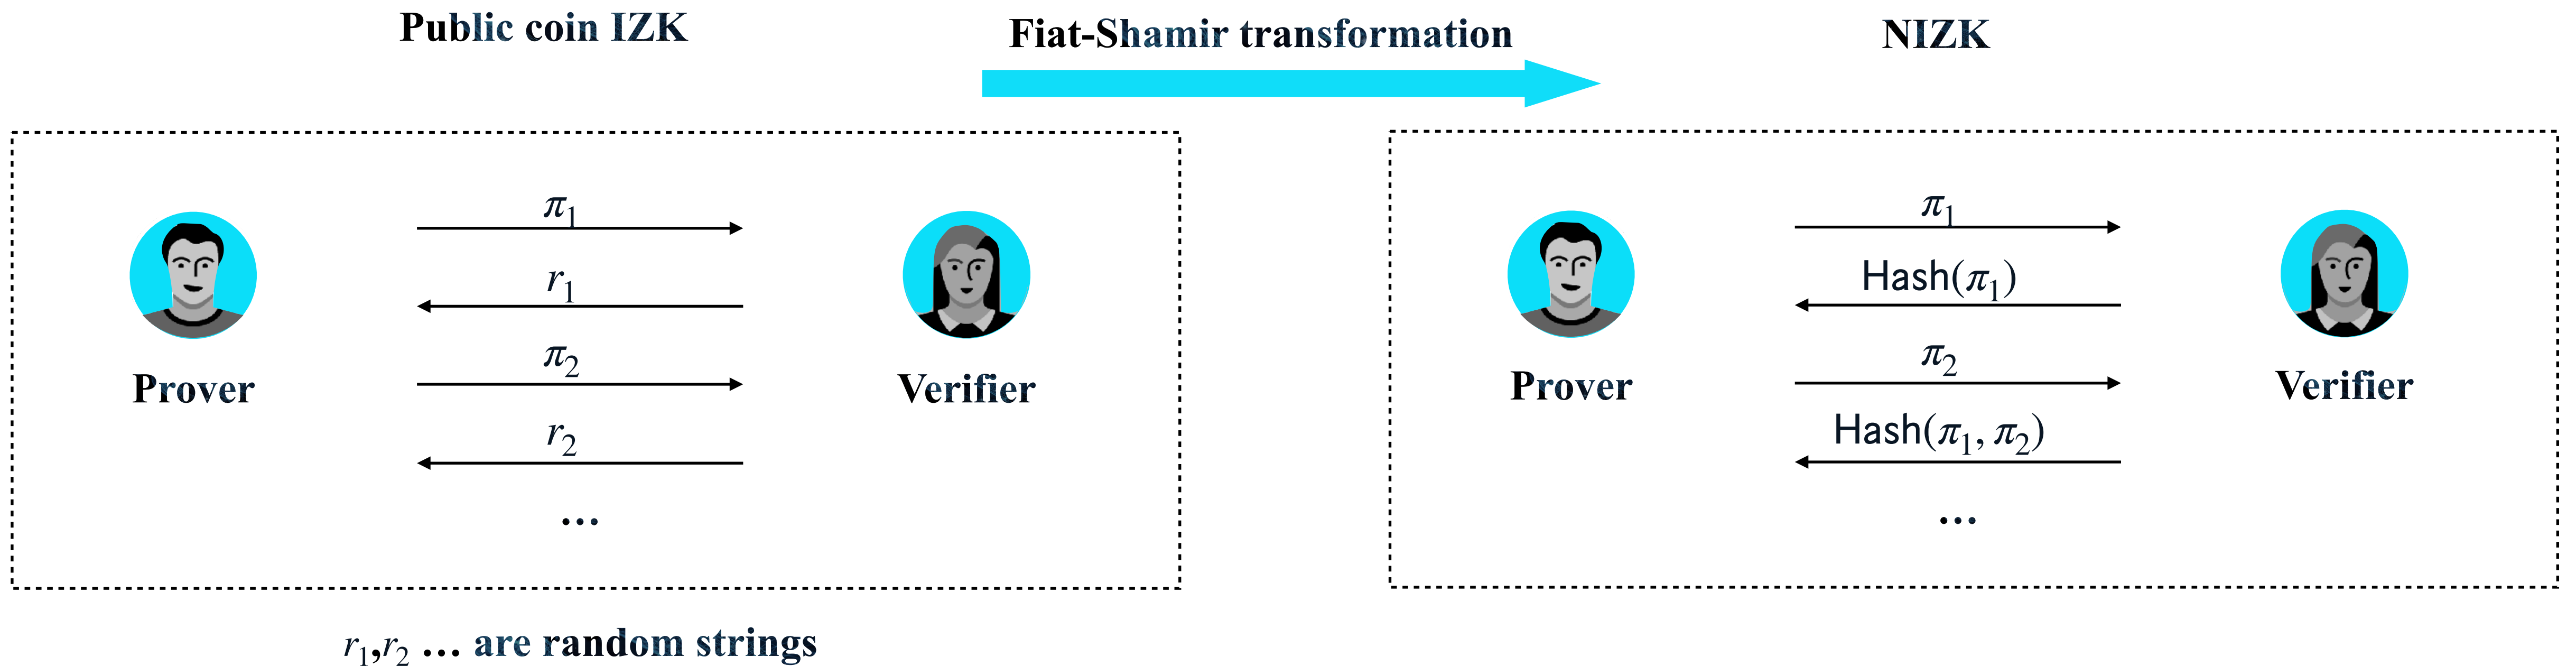 Public coin IZK
Fiat-Shamir transformation
NIZK
π₁
r₁
π₂
r₂
...
Prover
Verifier
π₁
Hash(π₁)
π₂
Hash(π₁, π₂)
...
Prover
Verifier
r₁,r₂ ... are random strings